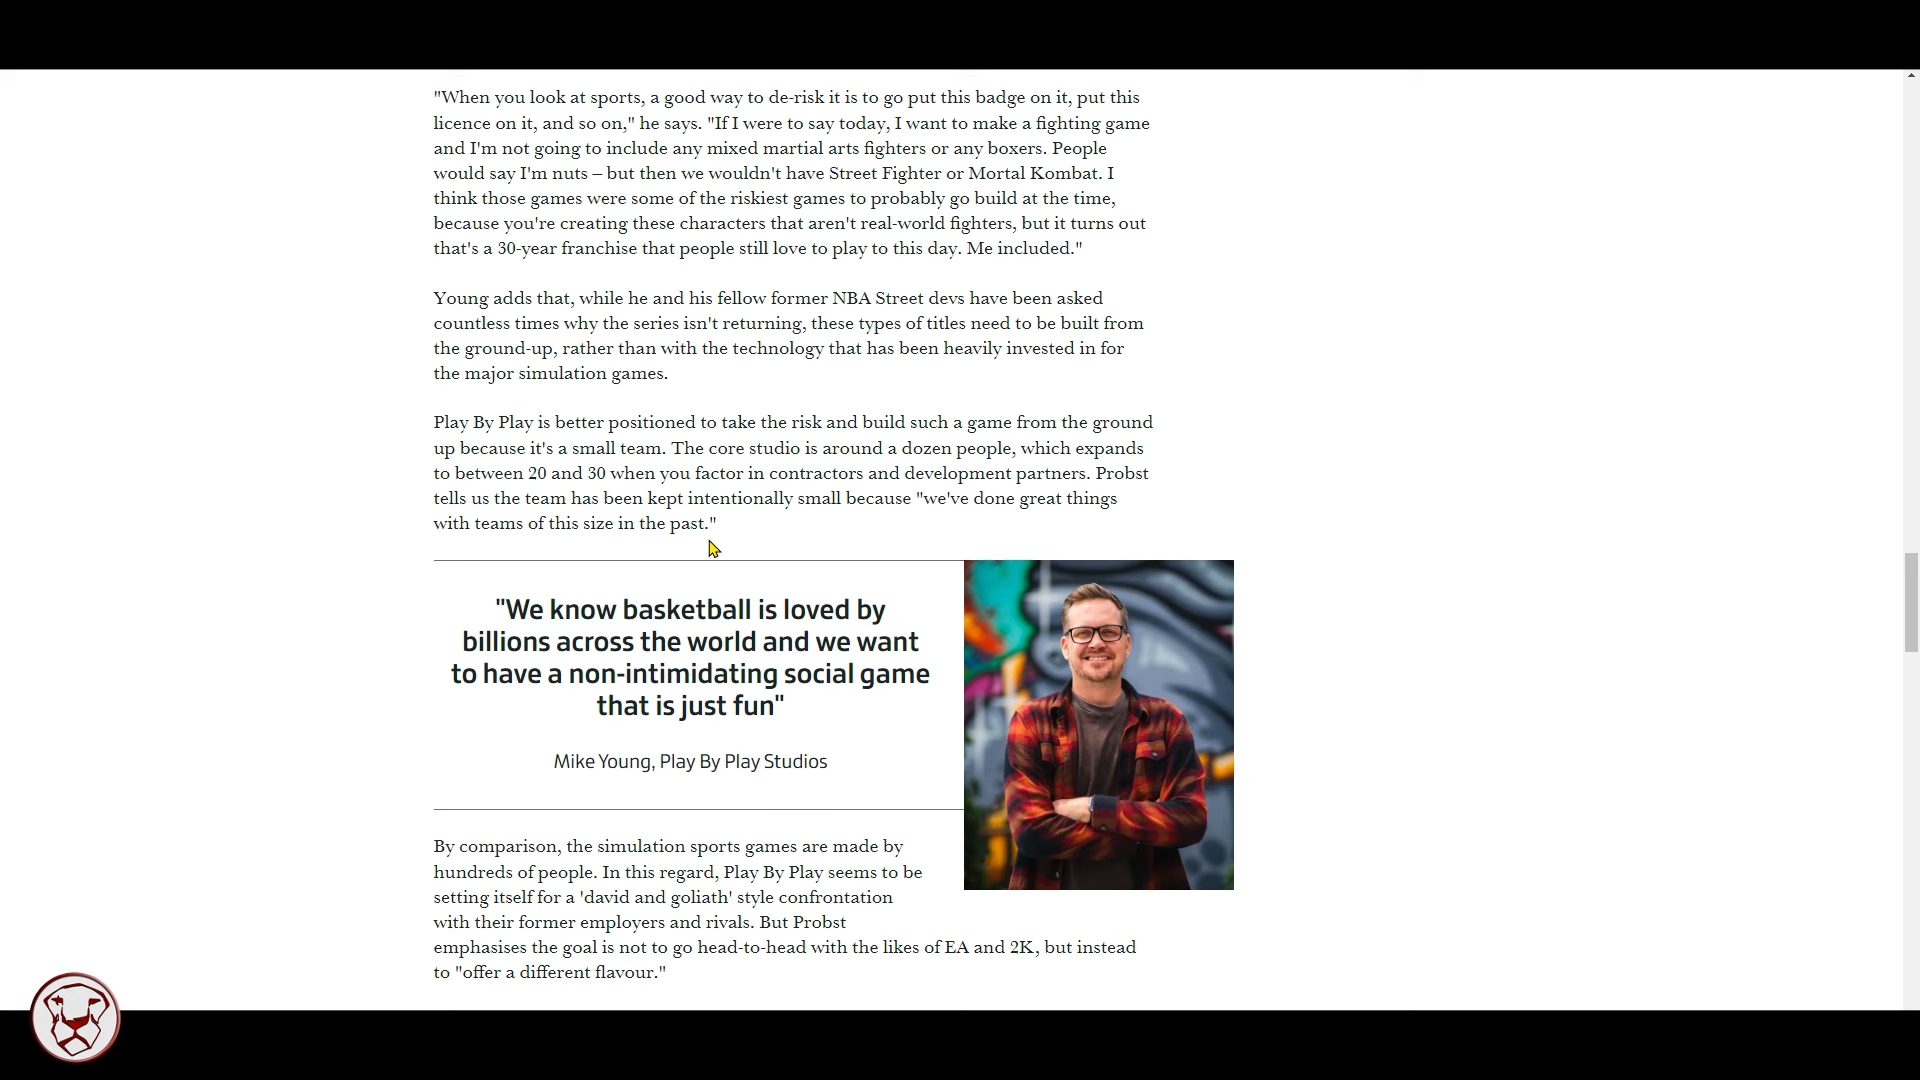 "When you look at sports, a good way to de-risk it is to go put this badge on it, put this
licence on it, and so on," he says. "If I were to say today, I want to make a fighting game
and I'm not going to include any mixed martial arts fighters or any boxers. People
would say I'm nuts – but then we wouldn't have Street Fighter or Mortal Kombat. I
think those games were some of the riskiest games to probably go build at the time,
because you're creating these characters that aren't real-world fighters, but it turns out
that's a 30-year franchise that people still love to play to this day. Me included."
Young adds that, while he and his fellow former NBA Street devs have been asked
countless times why the series isn't returning, these types of titles need to be built from
the ground-up, rather than with the technology that has been heavily invested in for
the major simulation games.
Play By Play is better positioned to take the risk and build such a game from the ground
up because it's a small team. The core studio is around a dozen people, which expands
to between 20 and 30 when you factor in contractors and development partners. Probst
tells us the team has been kept intentionally small because "we've done great things
with teams of this size in the past."
"We know basketball is loved by
billions across the world and we want
to have a non-intimidating social game
that is just fun"
Mike Young, Play By Play Studios
By comparison, the simulation sports games are made by
hundreds of people. In this regard, Play By Play seems to be
setting itself for a 'david and goliath' style confrontation
with their former employers and rivals. But Probst
emphasises the goal is not to go head-to-head with the likes of EA and 2K, but instead
to "offer a different flavour."